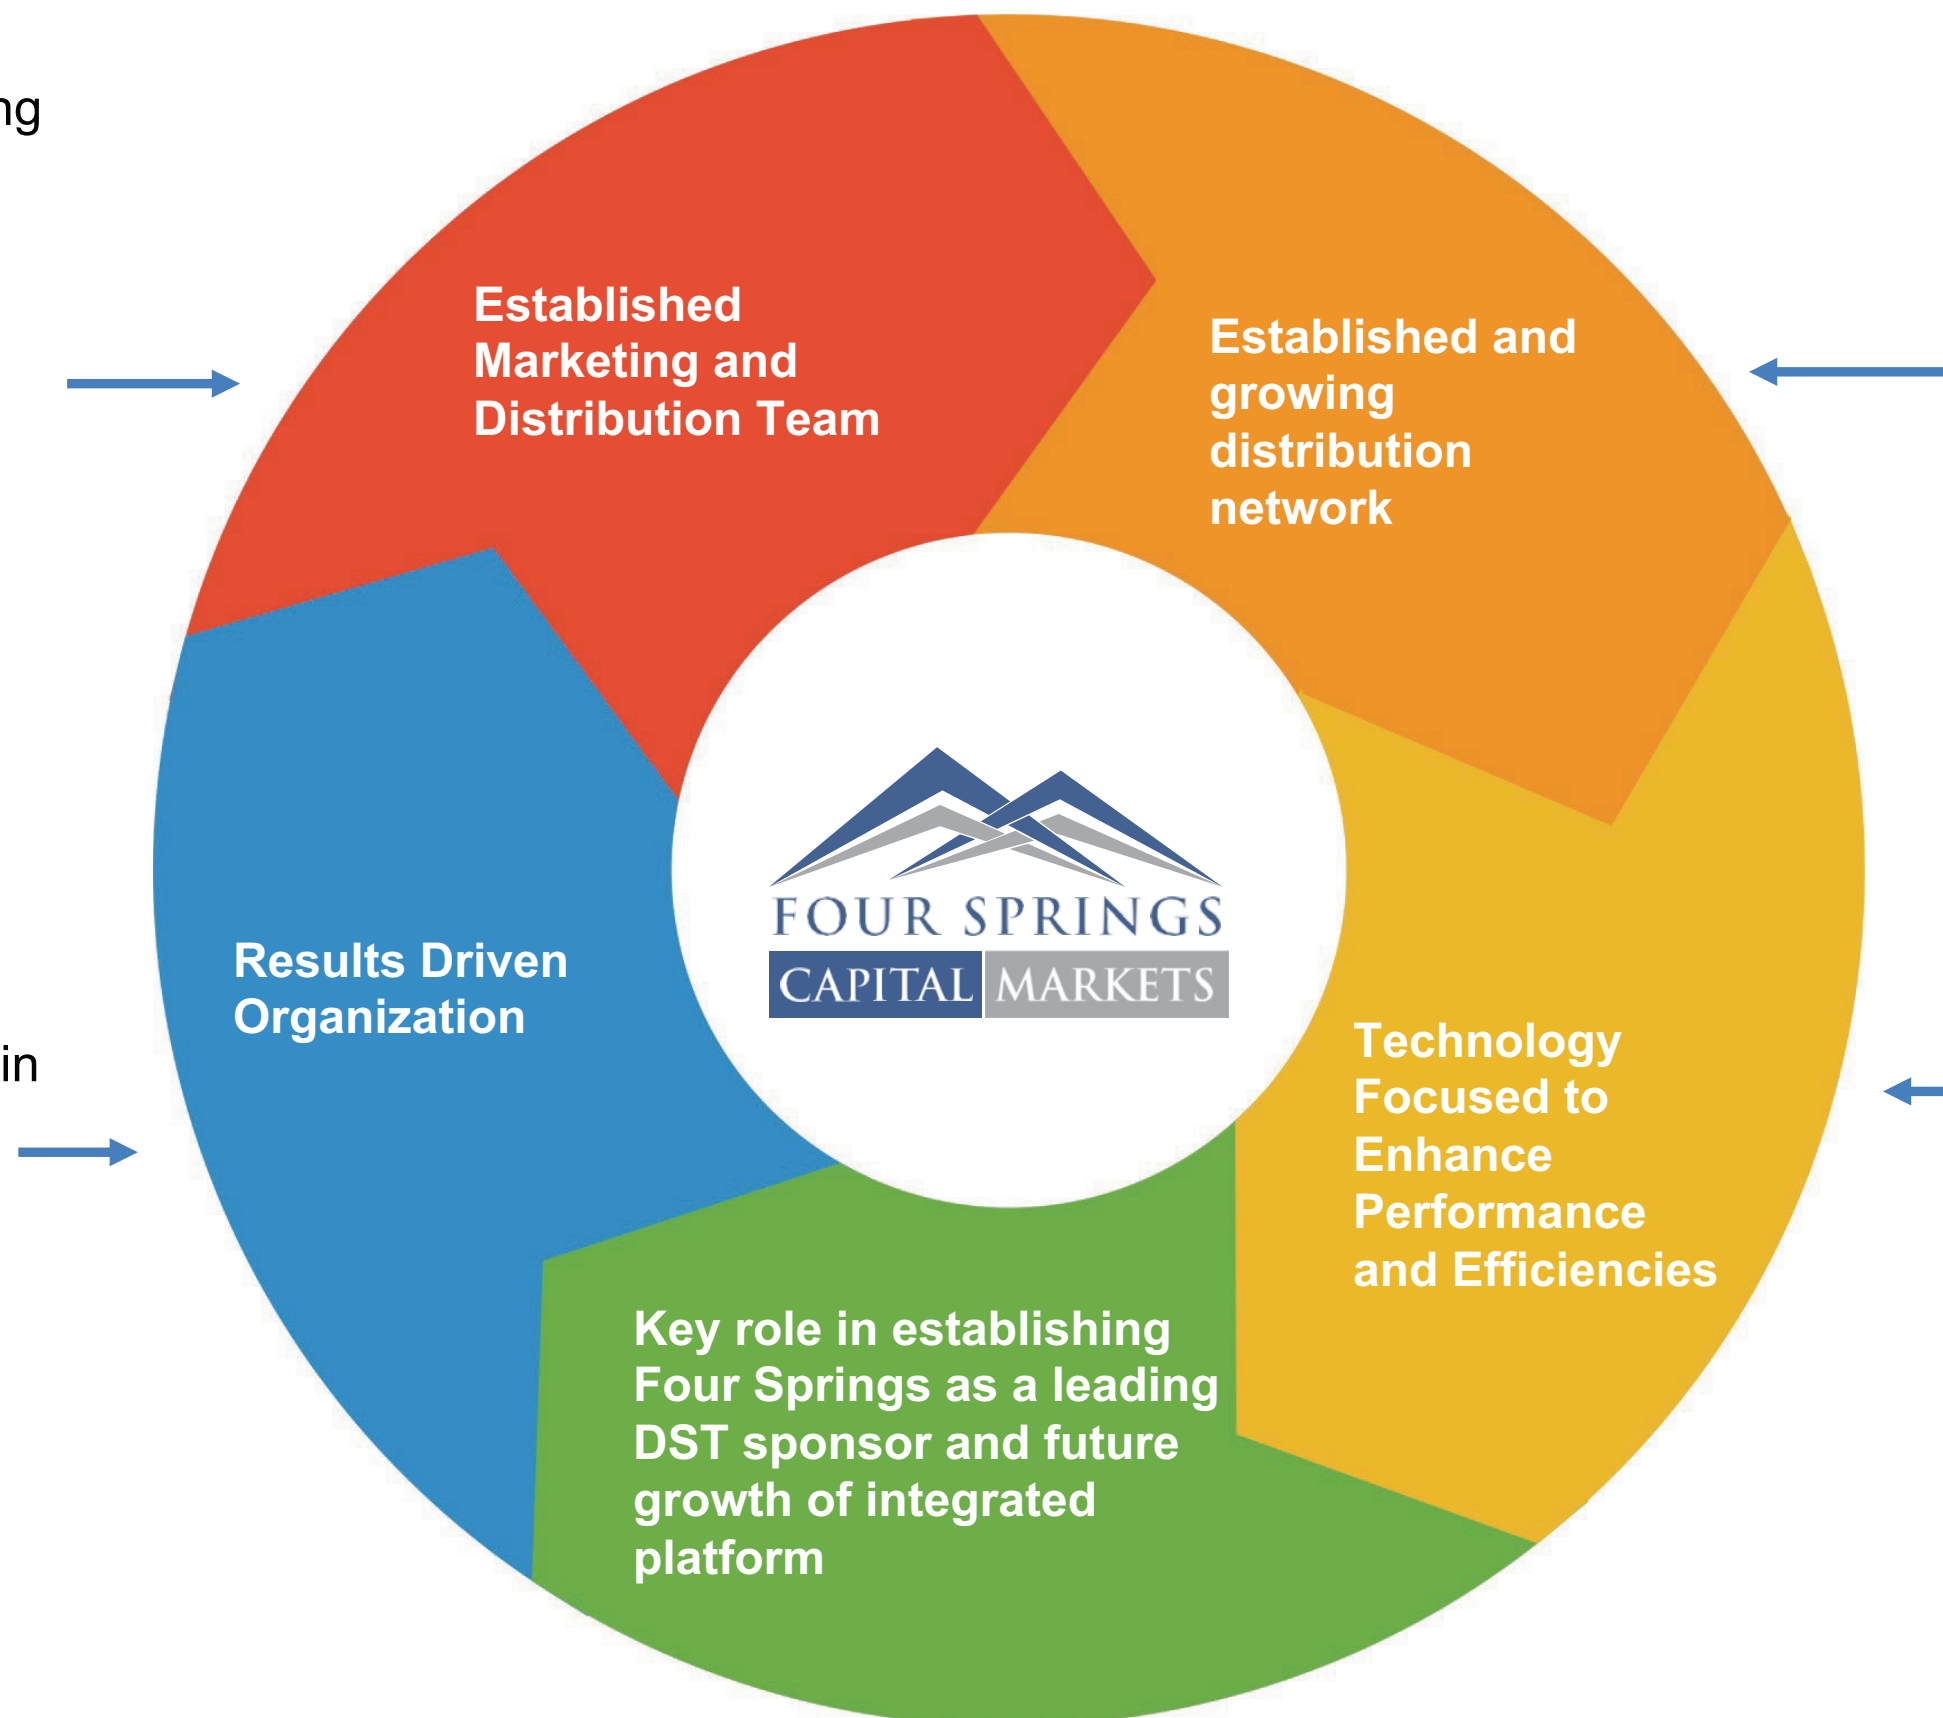 ng
Established
Marketing and
Distribution Team
Established and
growing
distribution
network
FOUR SPRINGS
CAPITAL MARKETS
Results Driven
Organization
in
Technology
Focused to
Enhance
Performance
and Efficiencies
Key role in establishing
Four Springs as a leading
DST sponsor and future
growth of integrated
platform